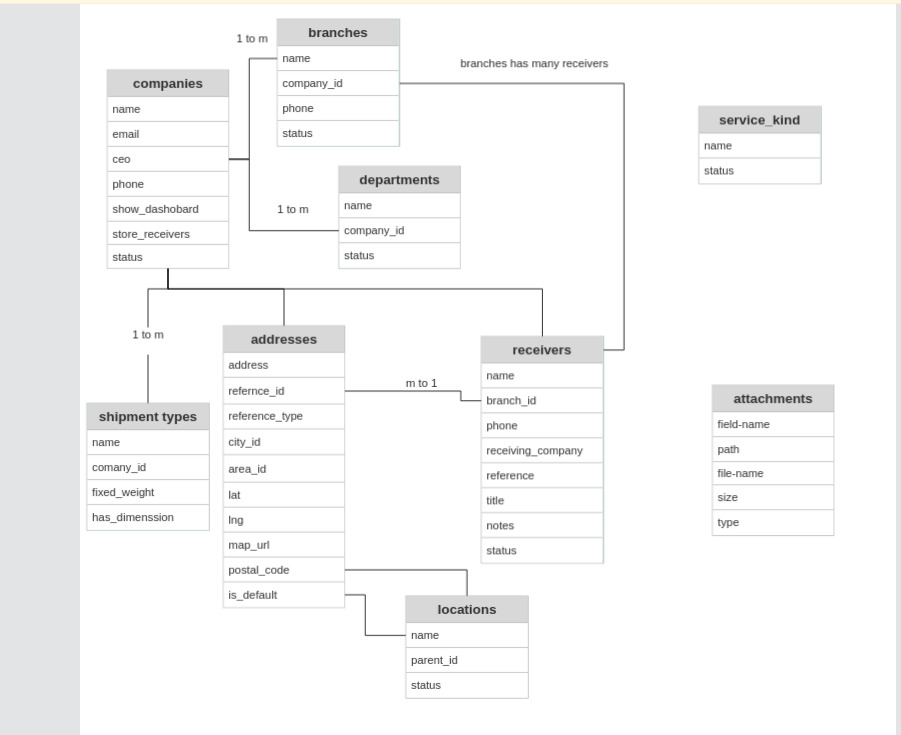 1 to m
branches
name
company_id
phone
status
branches has many receivers
companies
name
email
ceo
phone
show_dashobard
store_receivers
status
service_kind
name
status
departments
name
company_id
status
1 to m
1 to m
addresses
address
refernce_id
reference_type
city_id
area_id
lat
lng
map_url
postal_code
is_default
m to 1
receivers
name
branch_id
phone
receiving_company
reference
title
notes
status
shipment types
name
comany_id
fixed_weight
has_dimenssion
attachments
field-name
path
file-name
size
type
locations
name
parent_id
status